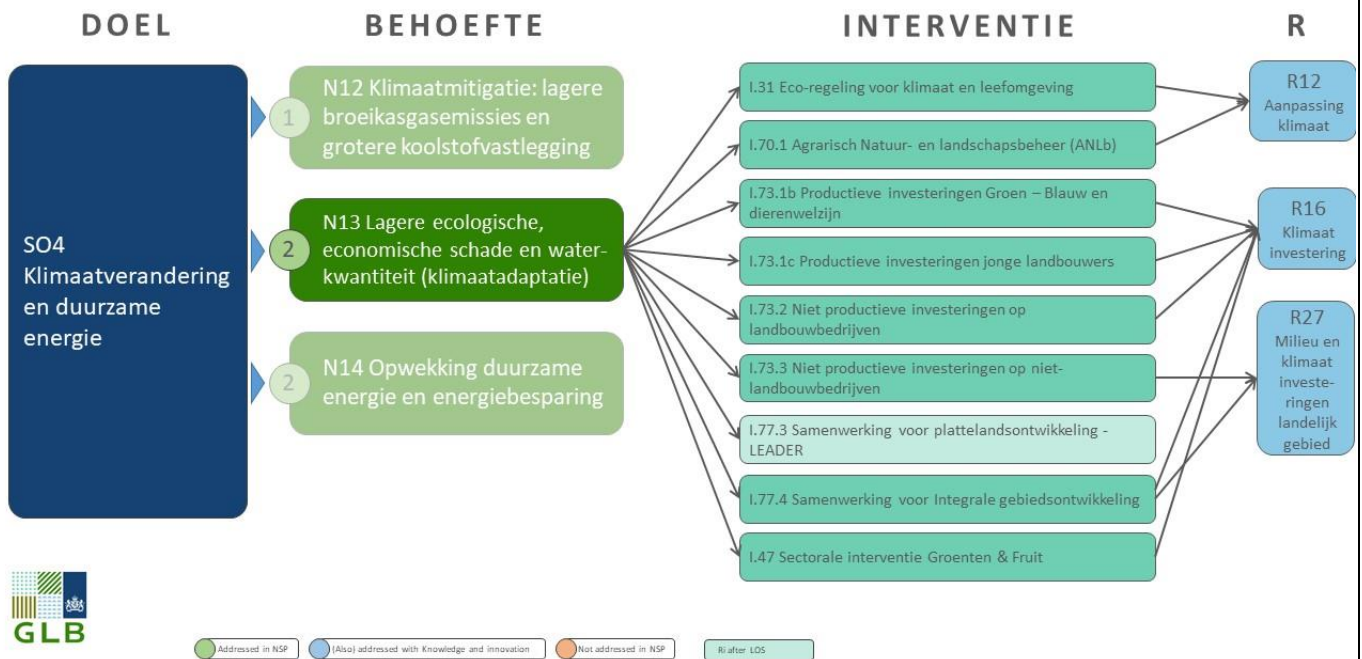 DOEL
BEHOEFTE
INTERVENTIE
R
SO4
Klimaatverandering
en duurzame
energie
1
N12 Klimaatmitigatie: lagere
broeikasgasemissies en
grotere koolstofvastlegging
2
N13 Lagere ecologische,
economische schade en water-
kwantiteit (klimaatadaptatie)
2
N14 Opwekking duurzame
energie en energiebesparing
I.31 Eco-regeling voor klimaat en leefomgeving
I.70.1 Agrarisch Natuur- en landschapsbeheer (ANLb)
I.73.1b Productieve investeringen Groen – Blauw en
dierenwelzijn
I.73.1c Productieve investeringen jonge landbouwers
I.73.2 Niet productieve investeringen op
landbouwbedrijven
I.73.3 Niet productieve investeringen op niet-
landbouwbedrijven
I.77.3 Samenwerking voor plattelandsontwikkeling -
LEADER
I.77.4 Samenwerking voor Integrale gebiedsontwikkeling
I.47 Sectorale interventie Groenten & Fruit
R12
Aanpassing
klimaat
R16
Klimaat
investering
R27
Milieu en
klimaat
investe-
ringen
landelijk
gebied
GLB
Addressed in NSP
(Also) addressed with Knowledge and innovation
Not addressed in NSP
Ri after LOS